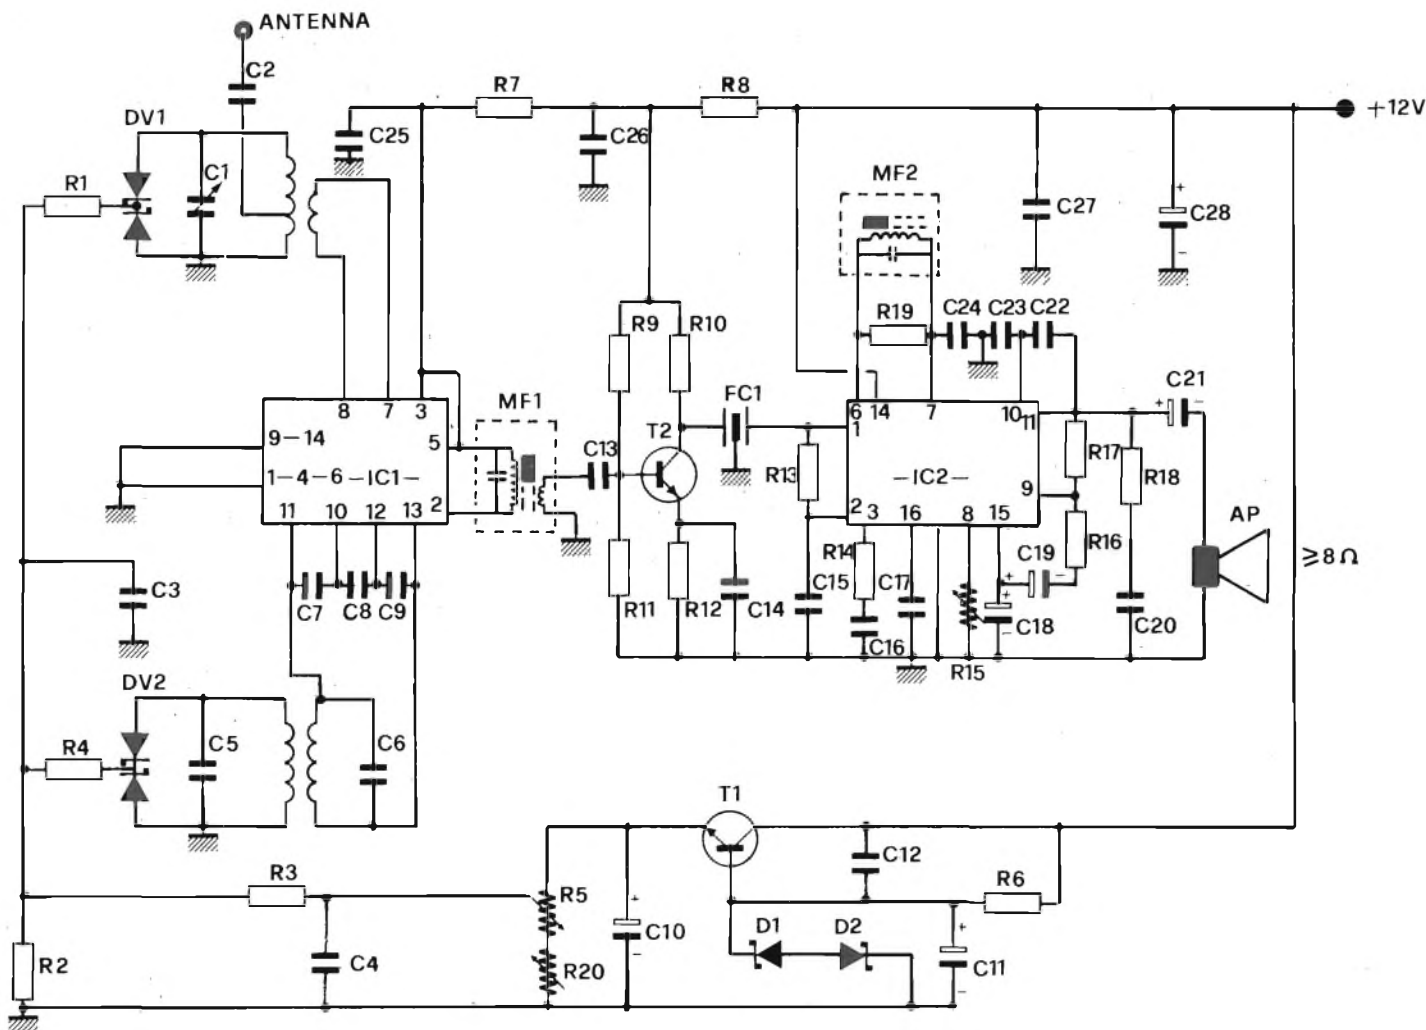 ANTENNA
C2
R7
R8
+12V
DV1
C25
C26
C1
R1
MF2
C27
+
C28
-
R9
R10
R19
C24
C23
C22
C21
+
-
FC1
8
7
3
6
14
7
10
11
MF1
T2
1
R17
9-14
5
C13
R13
R18
1-4-6
-IC1-
-IC2-
9
2
2
3
16
8
15
11
10
12
13
AP
R14
C19
R16
≥8Ω
+
-
C3
C7
C8
C9
R11
R12
C14
C15
C17
+
C18
-
C20
C16
R15
DV2
R4
C5
C6
T1
C12
R3
R5
R6
+
C10
-
D1
D2
+
C11
-
R2
C4
R20